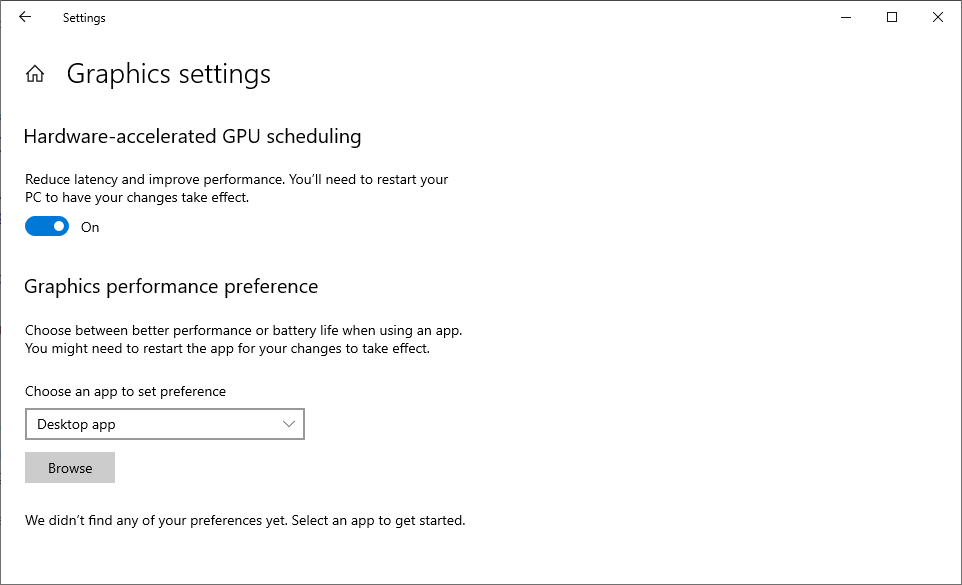 Settings
Graphics settings
Hardware-accelerated GPU scheduling
Reduce latency and improve performance. You’ll need to restart your
PC to have your changes take effect.
On
Graphics performance preference
Choose between better performance or battery life when using an app.
You might need to restart the app for your changes to take effect.
Choose an app to set preference
Desktop app
Browse
We didn’t find any of your preferences yet. Select an app to get started.